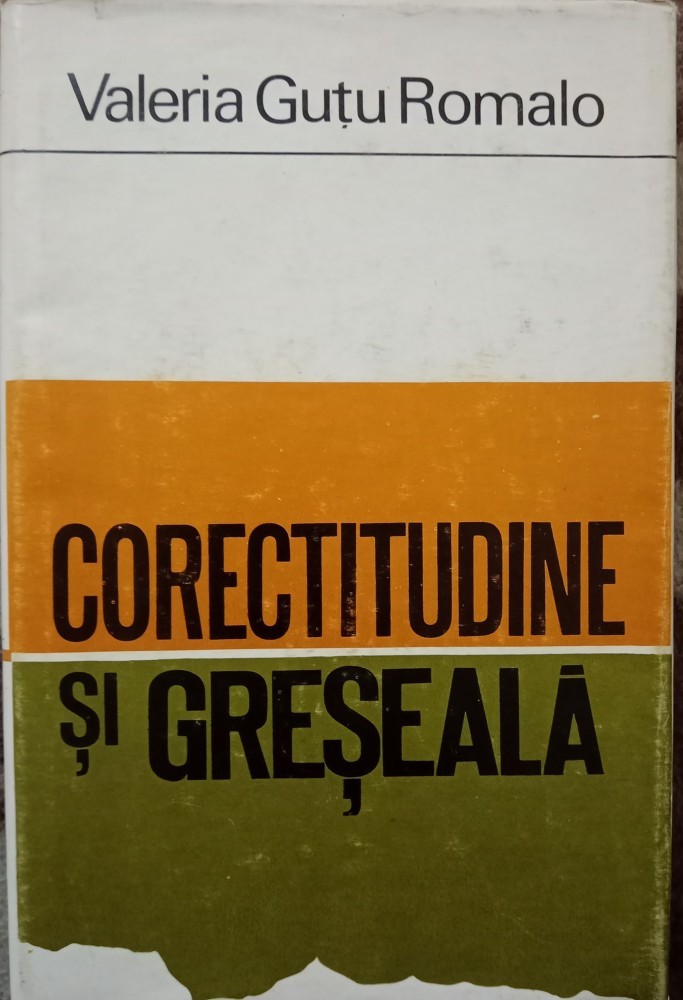 Valeria Guțu Romalo
CORECTITUDINE
ȘI GREȘEALĂ